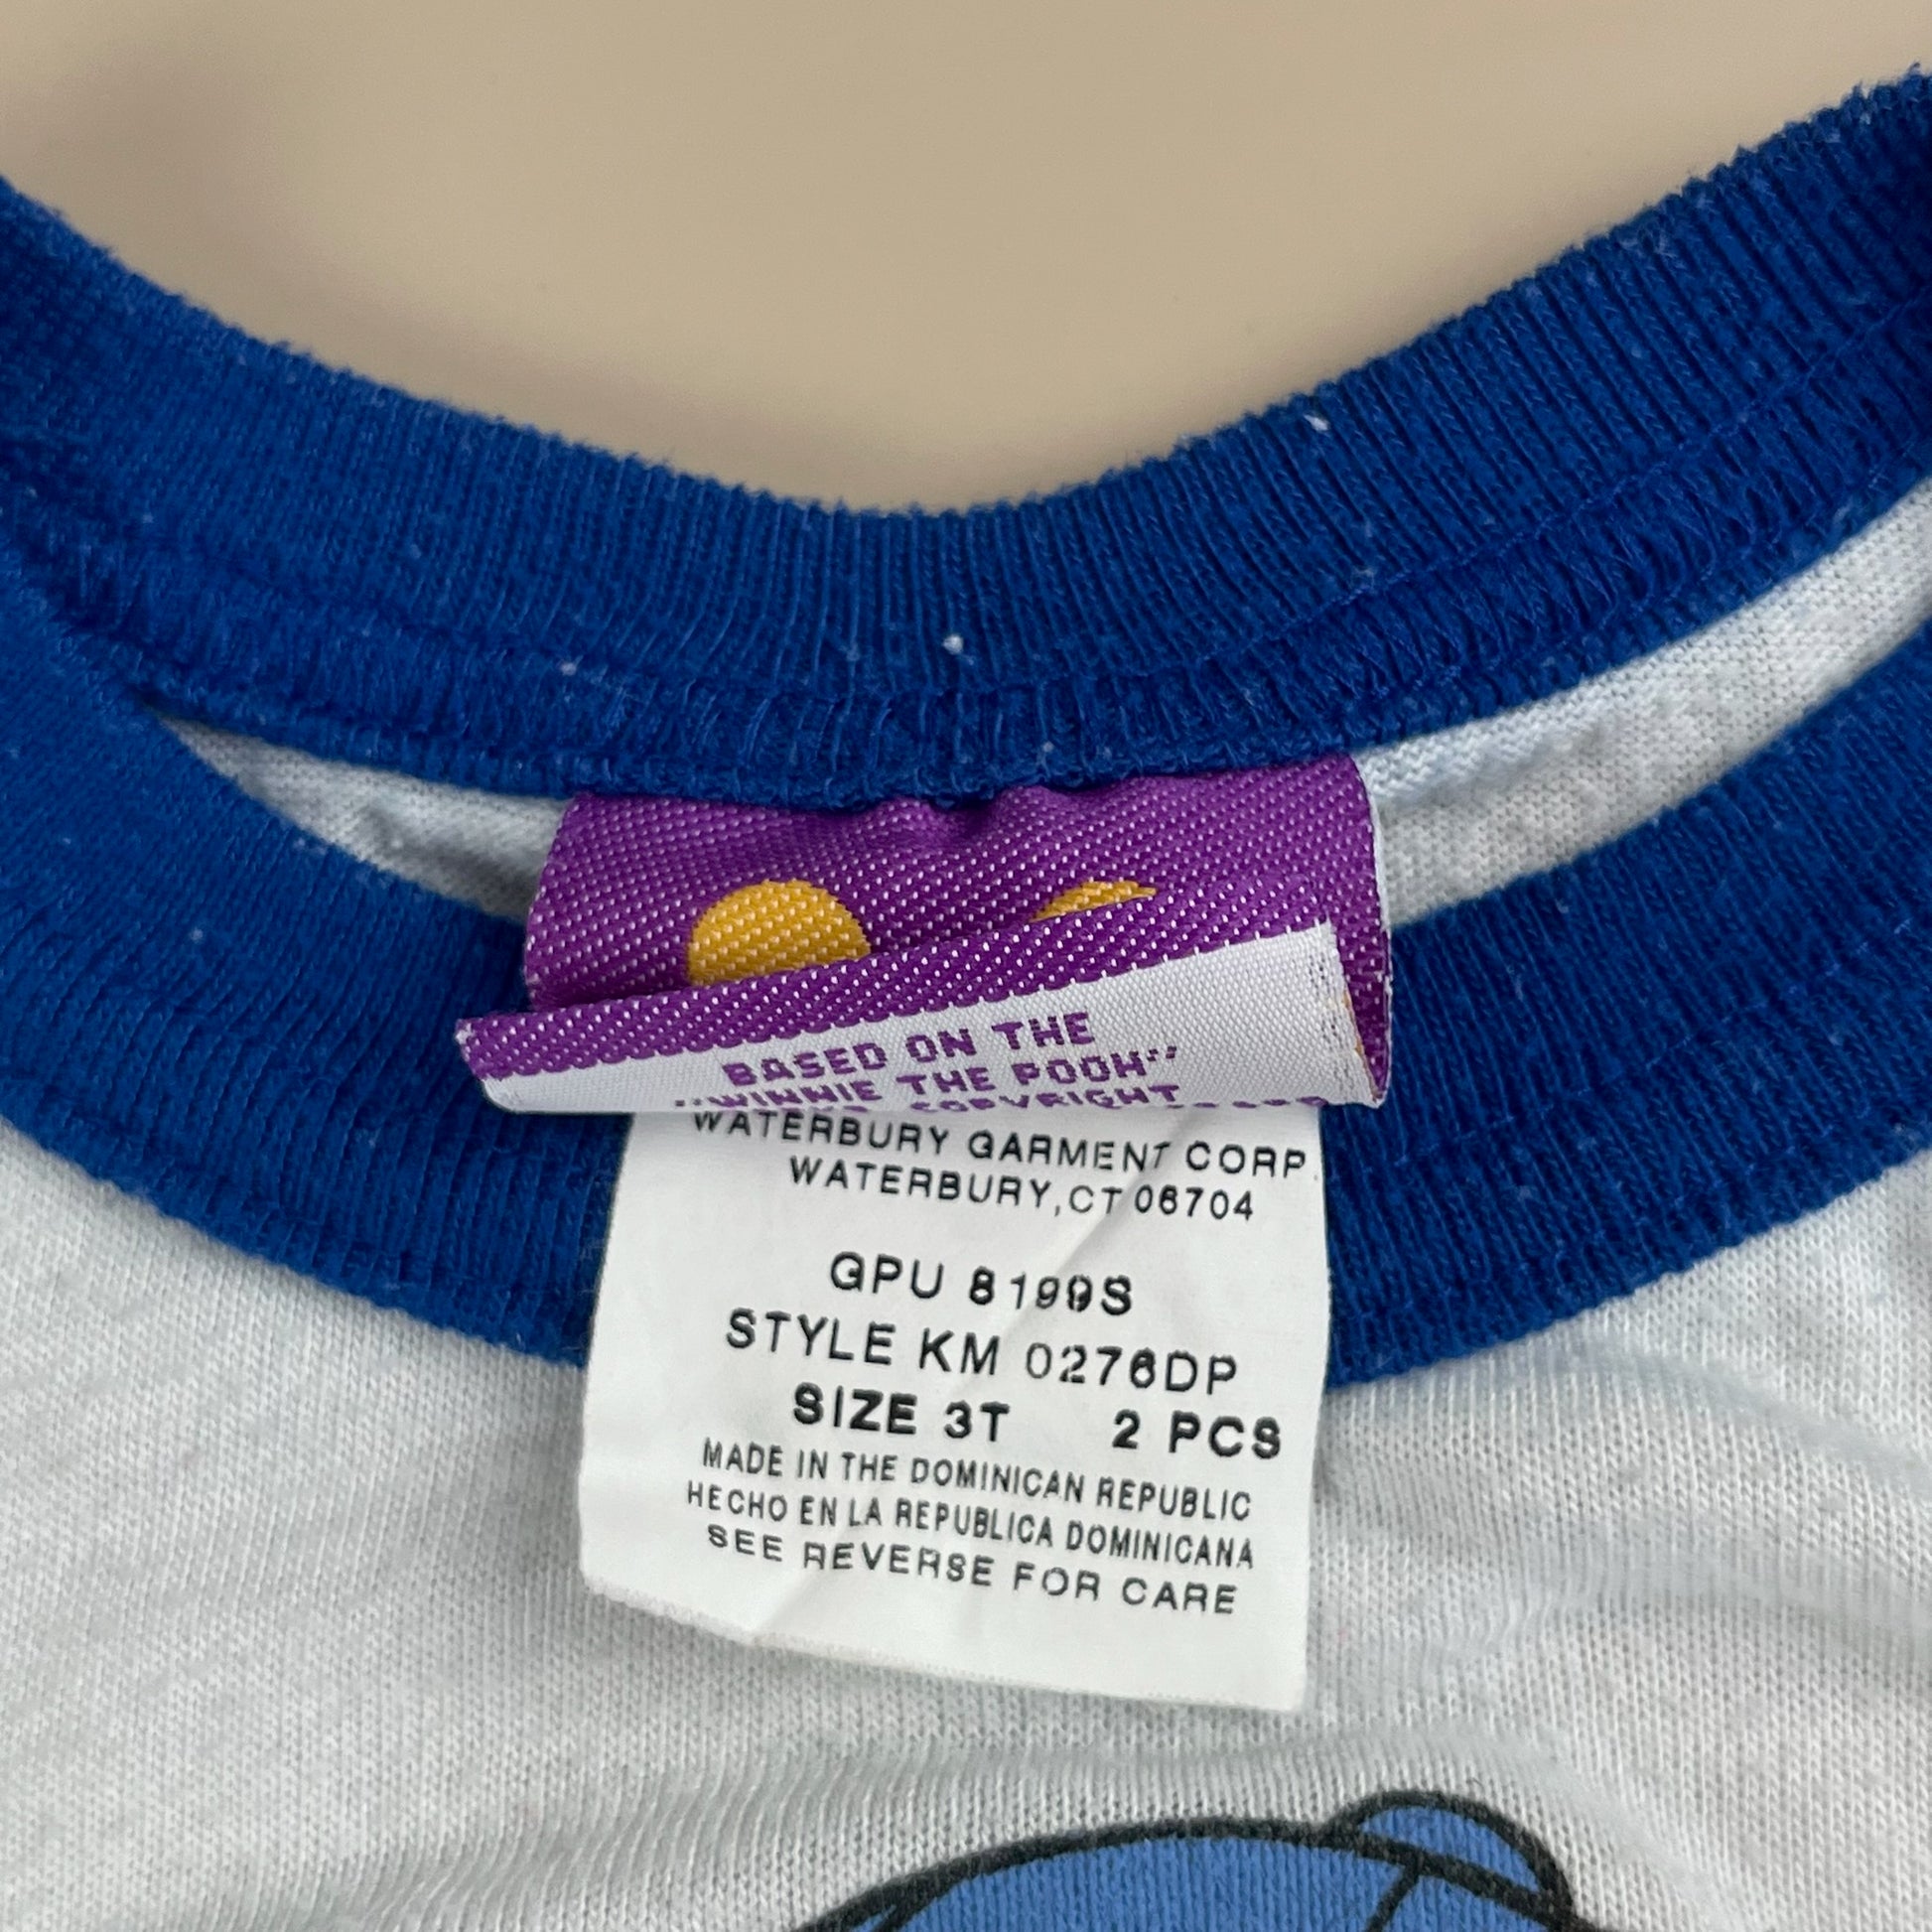 BASED ON THE
"WINNIE THE POOH"
COPYRIGHT
WATERBURY GARMENT CORP
WATERBURY, CT 06704
GPU 8199S
STYLE KM 0276DP
SIZE 3T 2 PCS
MADE IN THE DOMINICAN REPUBLIC
HECHO EN LA REPUBLICA DOMINICANA
SEE REVERSE FOR CARE